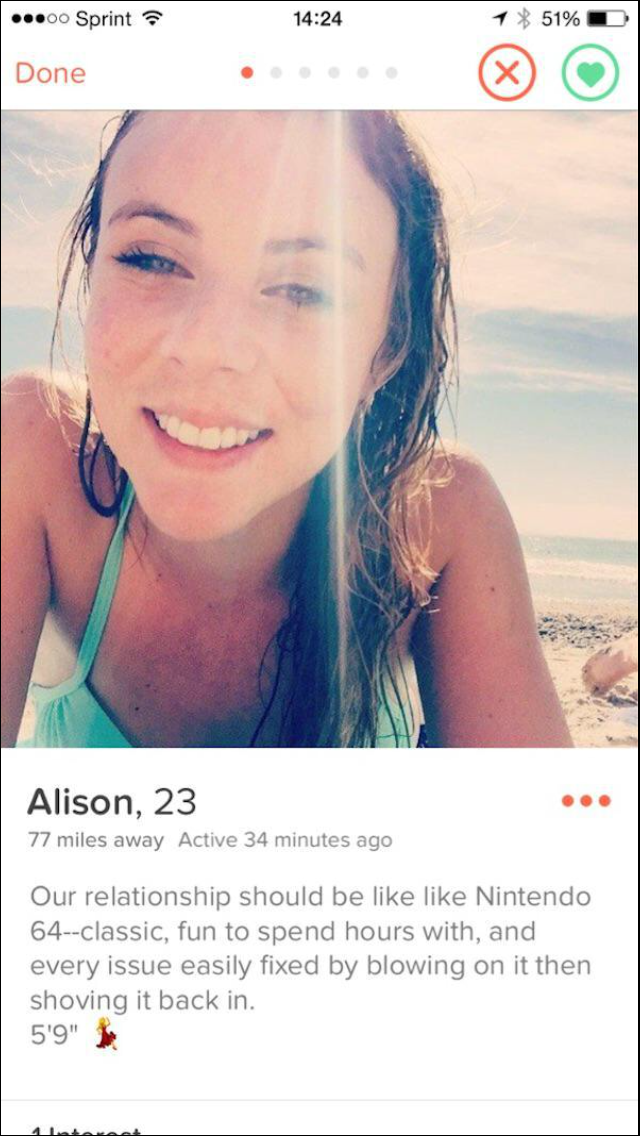 Sprint 14:24 51%
Done
Alison, 23
77 miles away Active 34 minutes ago
Our relationship should be like like Nintendo
64--classic, fun to spend hours with, and
every issue easily fixed by blowing on it then
shoving it back in.
5'9" 💃
1 Interest